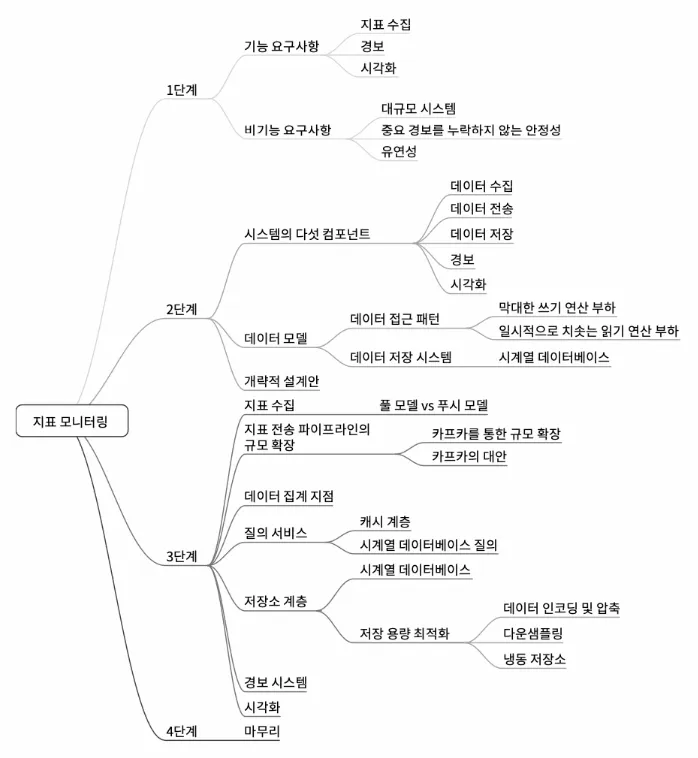 지표 모니터링
1단계
기능 요구사항
지표 수집
경보
시각화
비기능 요구사항
대규모 시스템
중요 경보를 누락하지 않는 안정성
유연성
2단계
시스템의 다섯 컴포넌트
데이터 수집
데이터 전송
데이터 저장
경보
시각화
데이터 모델
데이터 접근 패턴
막대한 쓰기 연산 부하
일시적으로 치솟는 읽기 연산 부하
데이터 저장 시스템
시계열 데이터베이스
개략적 설계안
3단계
지표 수집
풀 모델 vs 푸시 모델
지표 전송 파이프라인의
규모 확장
카프카를 통한 규모 확장
카프카의 대안
데이터 집계 지점
질의 서비스
캐시 계층
시계열 데이터베이스 질의
저장소 계층
시계열 데이터베이스
저장 용량 최적화
데이터 인코딩 및 압축
다운샘플링
냉동 저장소
경보 시스템
시각화
4단계
마무리